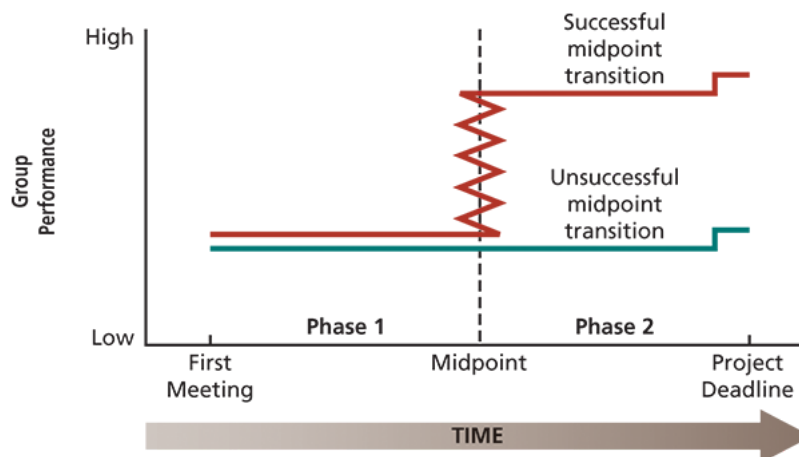 High
Successful
midpoint
transition
Group
Performance
Unsuccessful
midpoint
transition
Phase 1
Phase 2
Low
First
Meeting
Midpoint
Project
Deadline
TIME